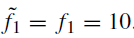 f̃₁ = f₁ = 10.